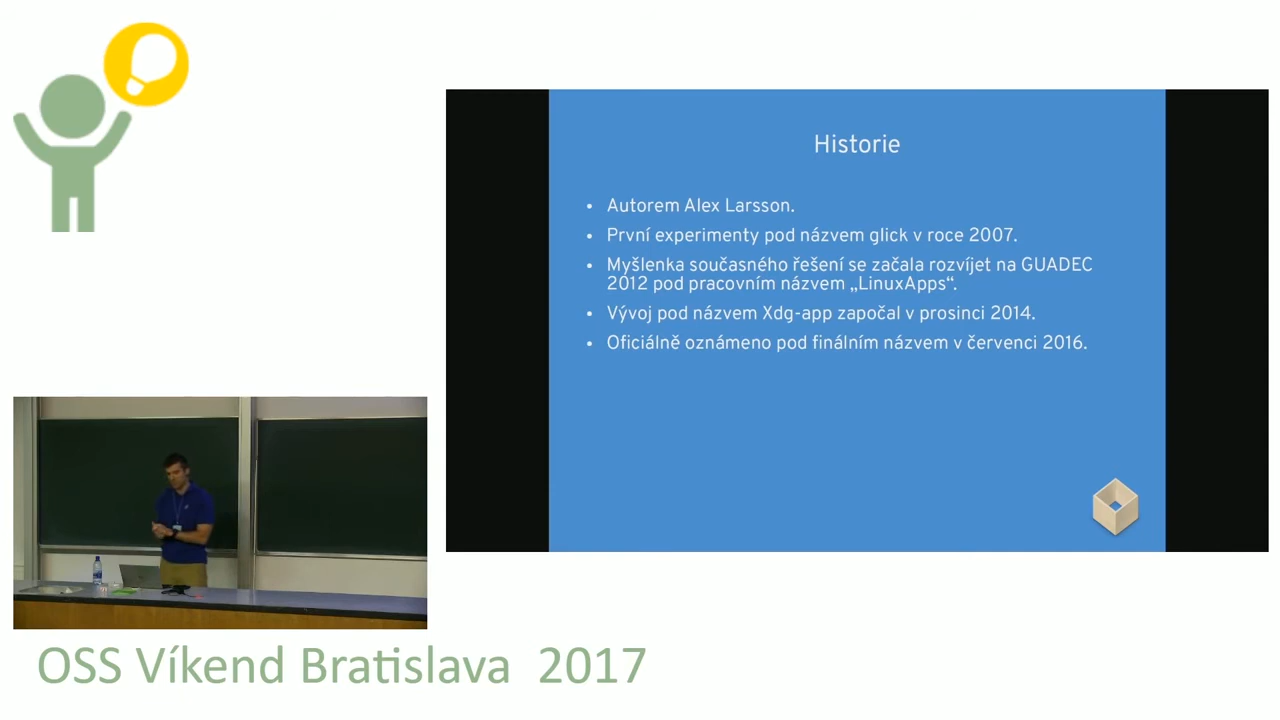 Historie
• Autorem Alex Larsson.
• První experimenty pod názvem glick v roce 2007.
• Myšlenka současného řešení se začala rozvíjet na GUADEC
2012 pod pracovním názvem „LinuxApps“.
• Vývoj pod názvem Xdg-app započal v prosinci 2014.
• Oficiálně oznámeno pod finálním názvem v červenci 2016.
OSS Víkend Bratislava 2017